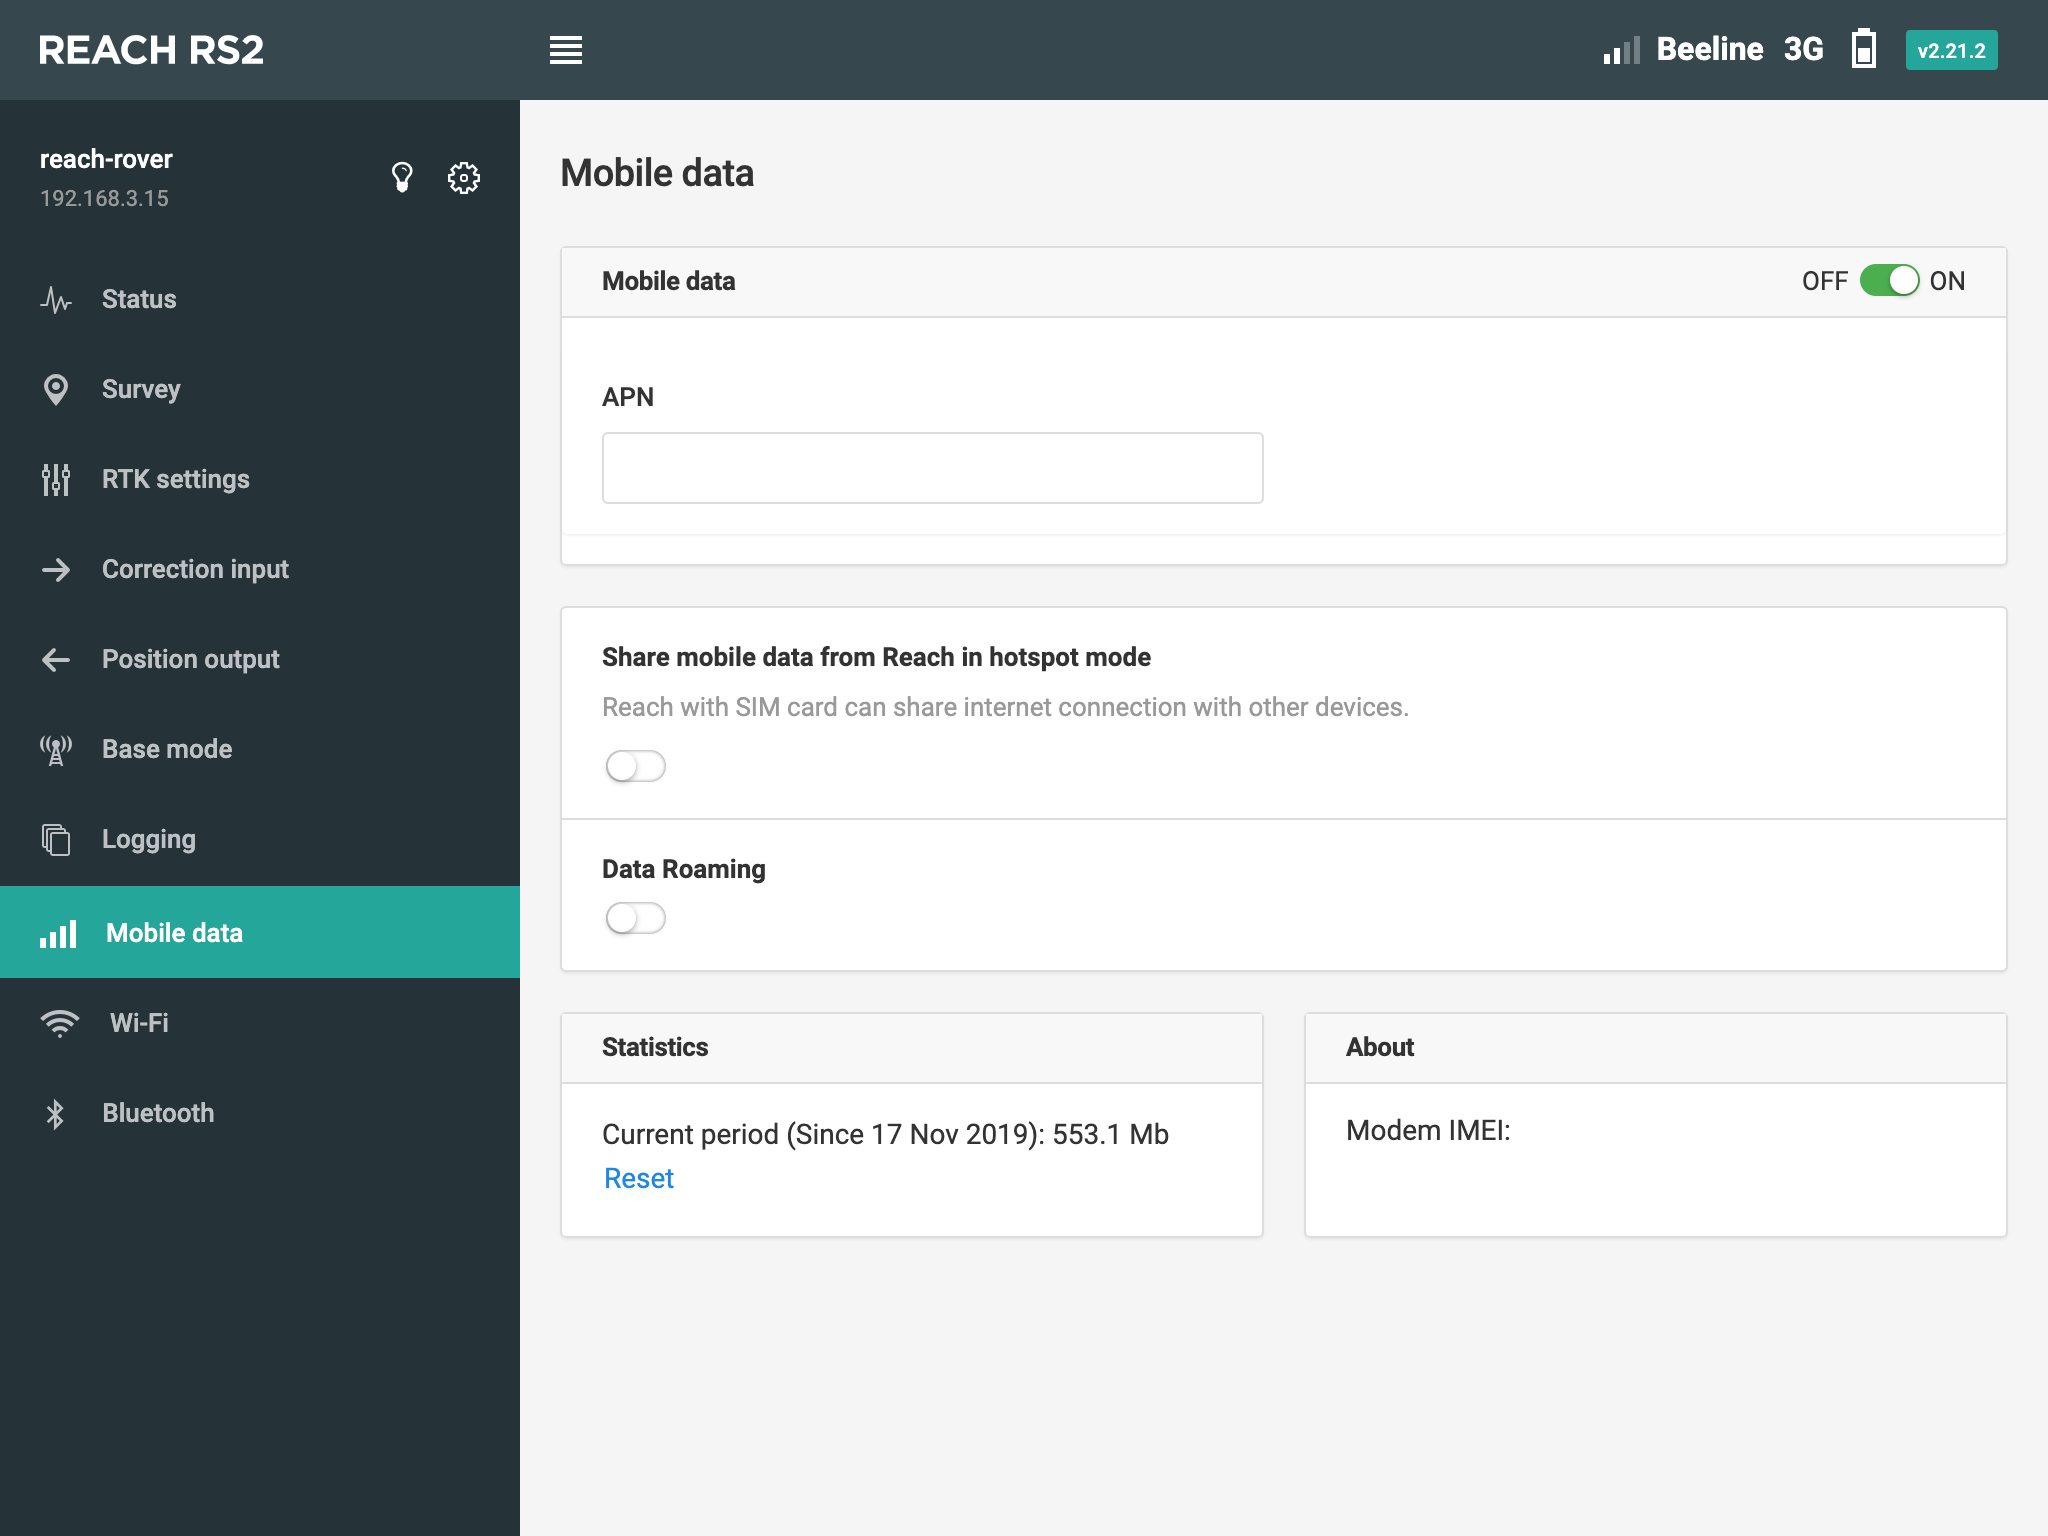 REACH RS2
Beeline 3G
v2.21.2
reach-rover
192.168.3.15
Status
Survey
RTK settings
Correction input
Position output
Base mode
Logging
Mobile data
Wi-Fi
Bluetooth
Mobile data
Mobile data
OFF ON
APN
Share mobile data from Reach in hotspot mode
Reach with SIM card can share internet connection with other devices.
Data Roaming
Statistics
Current period (Since 17 Nov 2019): 553.1 Mb
Reset
About
Modem IMEI: